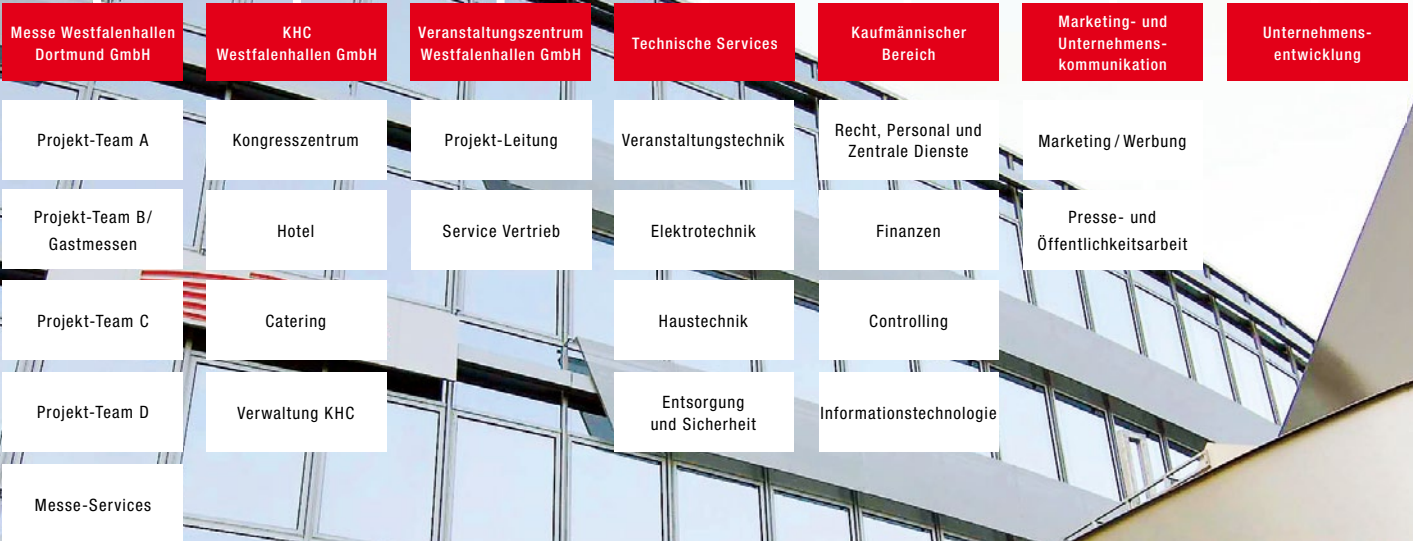 Messe Westfalenhallen
Dortmund GmbH
KHC
Westfalenhallen GmbH
Veranstaltungszentrum
Westfalenhallen GmbH
Technische Services
Kaufmännischer
Bereich
Marketing- und
Unternehmens-
kommunikation
Unternehmens-
entwicklung
Projekt-Team A
Kongresszentrum
Projekt-Leitung
Veranstaltungstechnik
Recht, Personal und
Zentrale Dienste
Marketing / Werbung
Projekt-Team B/
Gastmessen
Hotel
Service Vertrieb
Elektrotechnik
Finanzen
Presse- und
Öffentlichkeitsarbeit
Projekt-Team C
Catering
Haustechnik
Controlling
Projekt-Team D
Verwaltung KHC
Entsorgung
und Sicherheit
Informationstechnologie
Messe-Services